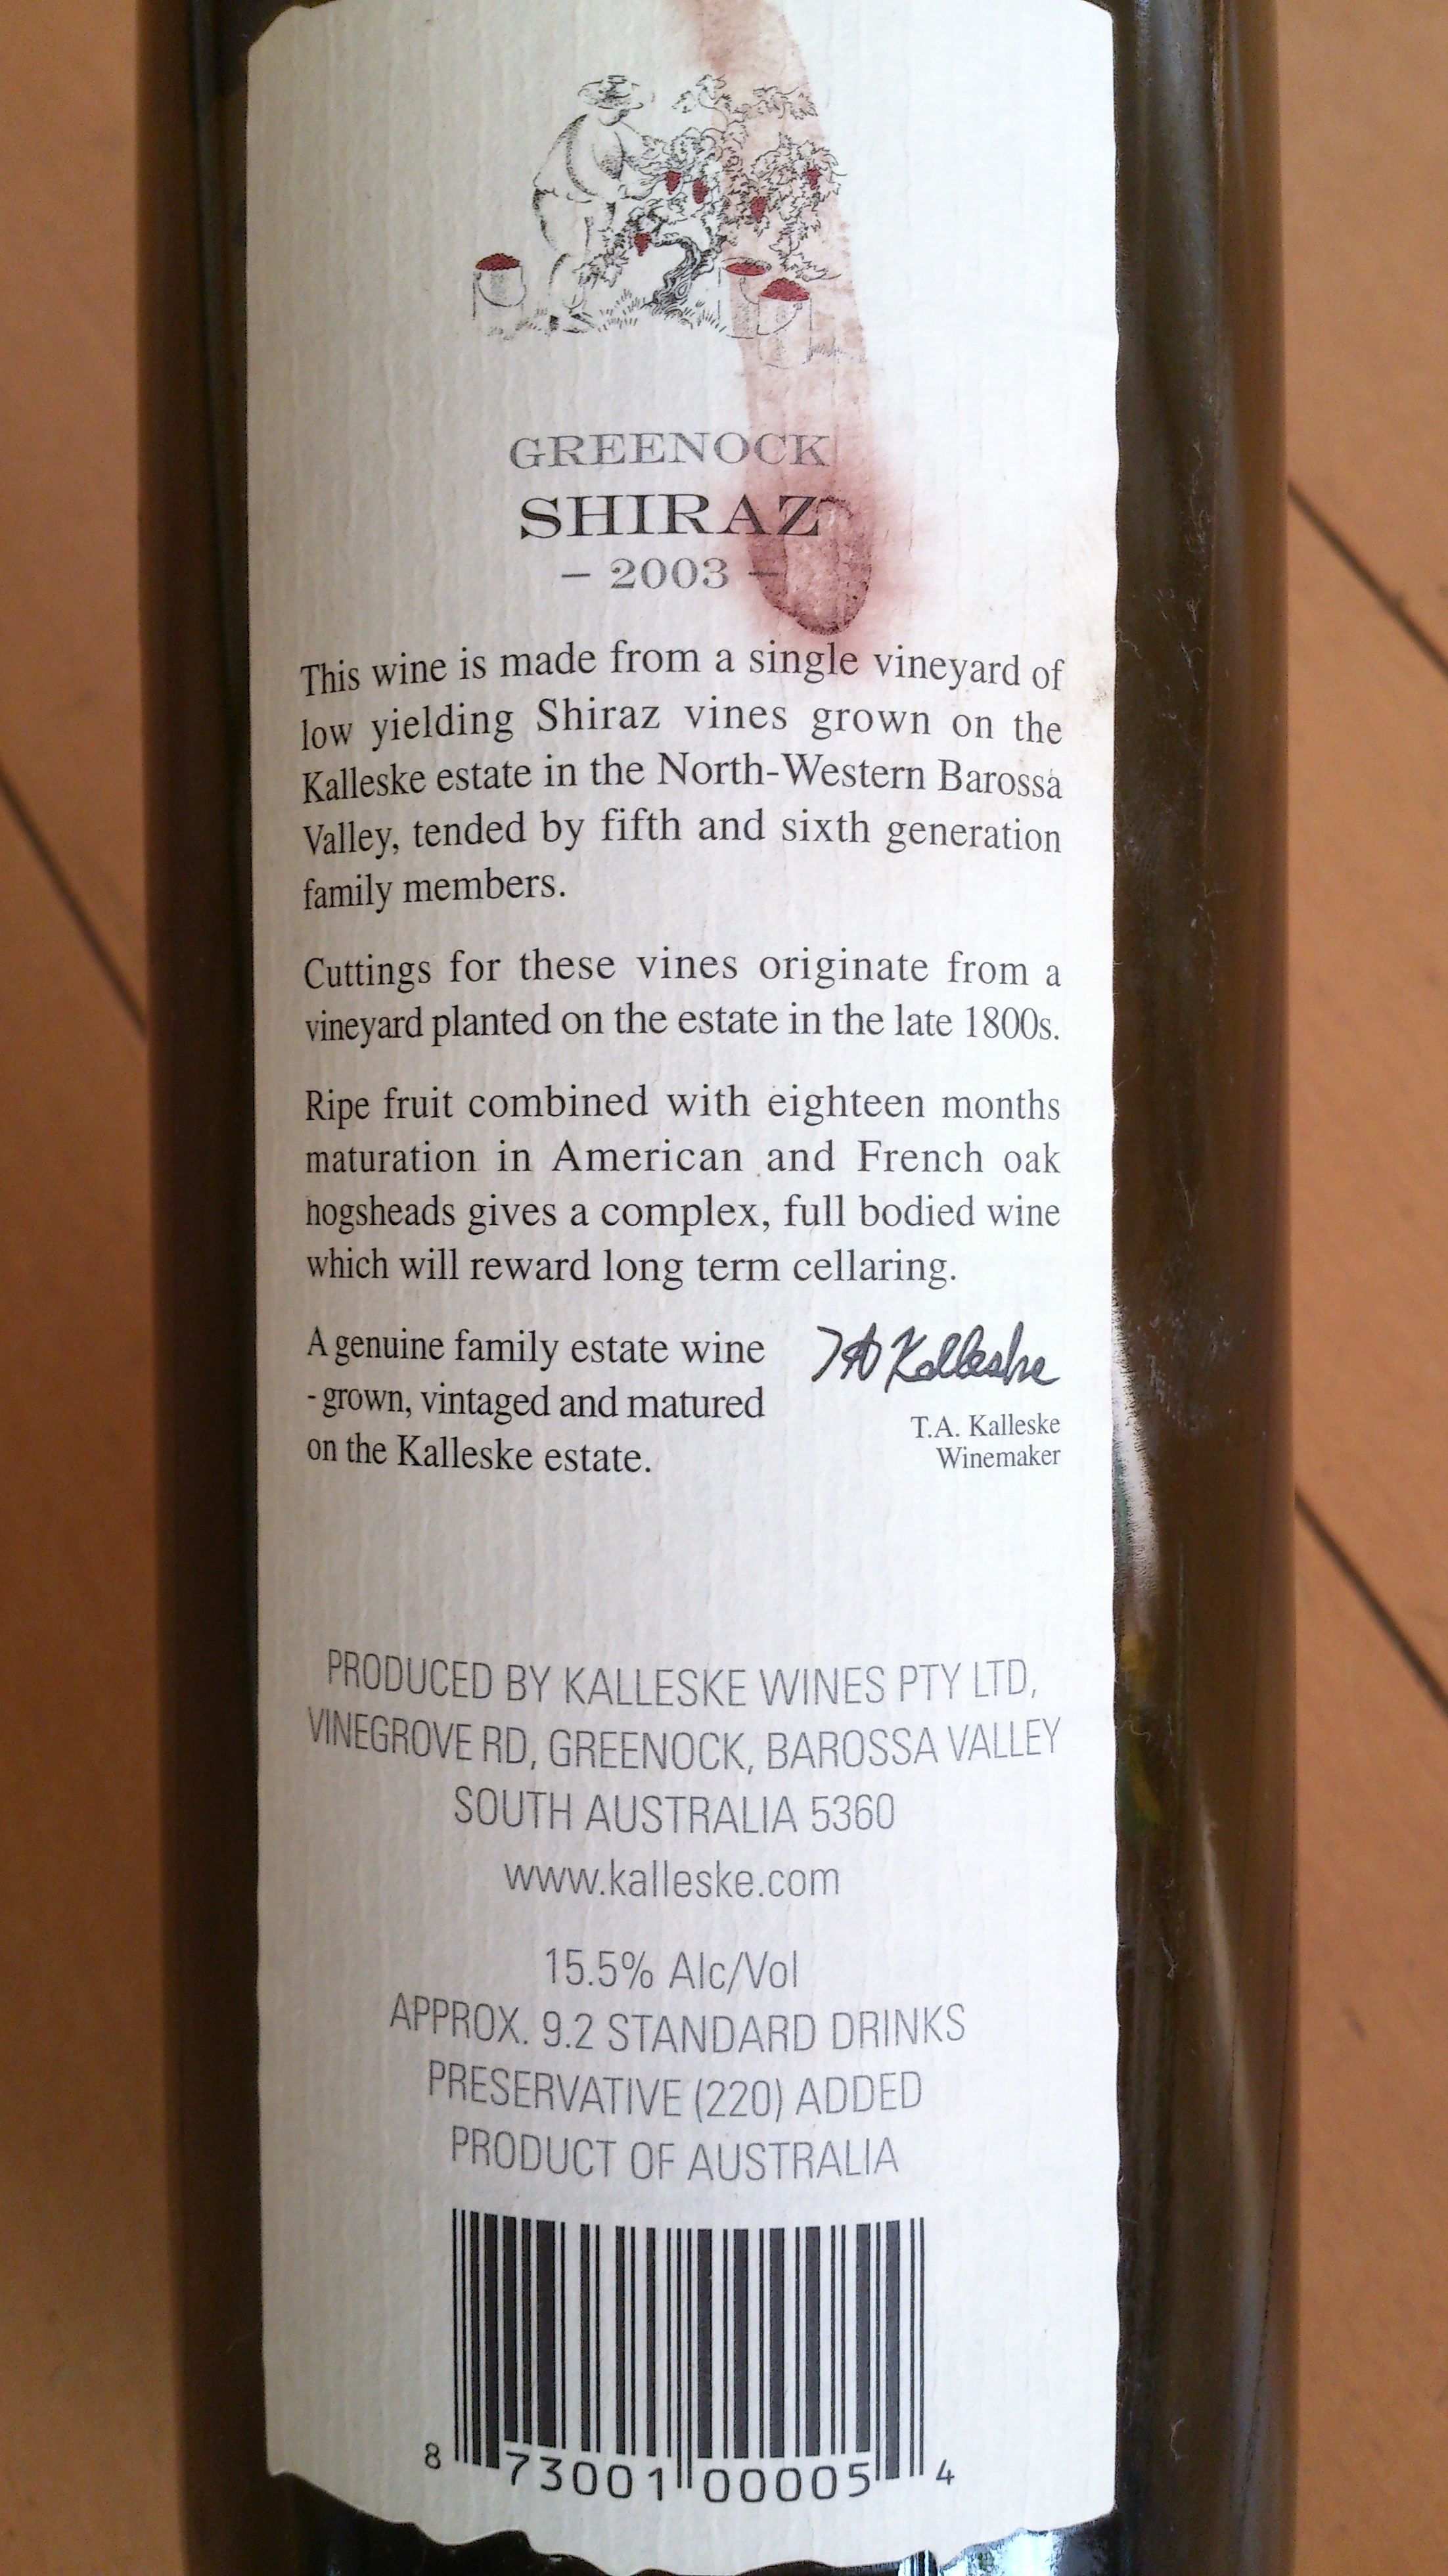 GREENOCK
SHIRAZ
– 2003 –
This wine is made from a single vineyard of
low yielding Shiraz vines grown on the
Kalleske estate in the North-Western Barossa
Valley, tended by fifth and sixth generation
family members.
Cuttings for these vines originate from a
vineyard planted on the estate in the late 1800s.
Ripe fruit combined with eighteen months
maturation in American and French oak
hogsheads gives a complex, full bodied wine
which will reward long term cellaring.
A genuine family estate wine
- grown, vintaged and matured
on the Kalleske estate.
TA Kalleske
T.A. Kalleske
Winemaker
PRODUCED BY KALLESKE WINES PTY LTD,
VINEGROVE RD, GREENOCK, BAROSSA VALLEY
SOUTH AUSTRALIA 5360
www.kalleske.com
15.5% Alc/Vol
APPROX. 9.2 STANDARD DRINKS
PRESERVATIVE (220) ADDED
PRODUCT OF AUSTRALIA
8 73001 00005 4